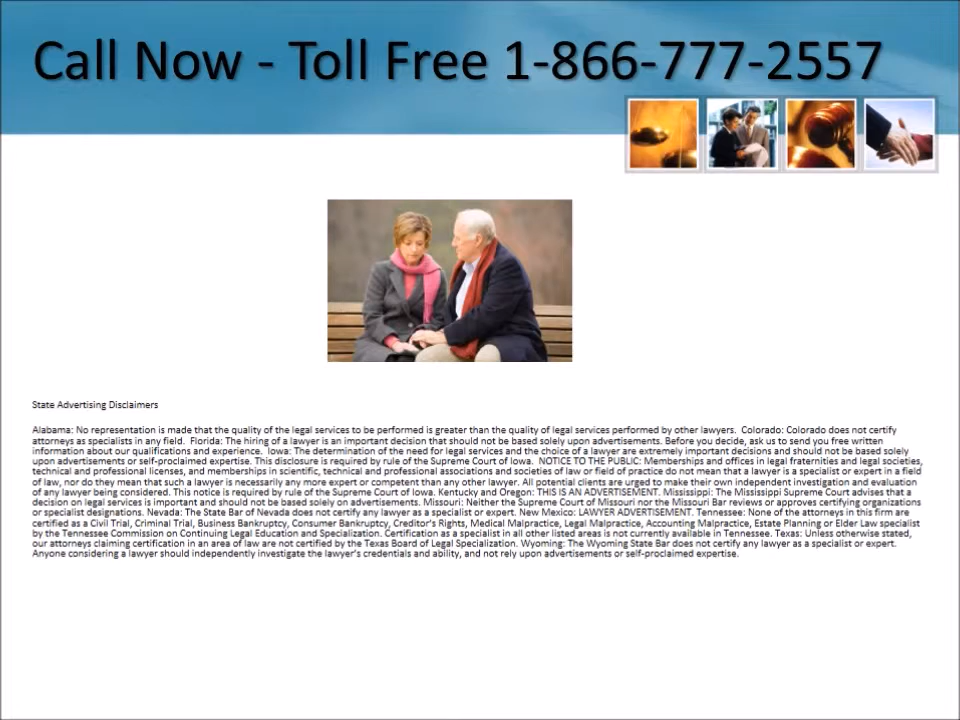 Call Now - Toll Free 1-866-777-2557
State Advertising Disclaimers
Alabama: No representation is made that the quality of the legal services to be performed is greater than the quality of legal services performed by other lawyers. Colorado: Colorado does not certify
attorneys as specialists in any field. Florida: The hiring of a lawyer is an important decision that should not be based solely upon advertisements. Before you decide, ask us to send you free written
information about our qualifications and experience. Iowa: The determination of the need for legal services and the choice of a lawyer are extremely important decisions and should not be based solely
upon advertisements or self-proclaimed expertise. This disclosure is required by rule of the Supreme Court of Iowa. NOTICE TO THE PUBLIC: Memberships and offices in legal fraternities and legal societies,
technical and professional licenses, and memberships in scientific, technical and professional associations and societies of law or field of practice do not mean that a lawyer is a specialist or expert in a field
of law, nor do they mean that such a lawyer is necessarily any more expert or competent than any other lawyer. All potential clients are urged to make their own independent investigation and evaluation
of any lawyer being considered. This notice is required by rule of the Supreme Court of Iowa. Kentucky and Oregon: THIS IS AN ADVERTISEMENT. Mississippi: The Mississippi Supreme Court advises that a
decision on legal services is important and should not be based solely on advertisements. Missouri: Neither the Supreme Court of Missouri nor the Missouri Bar reviews or approves certifying organizations
or specialist designations. Nevada: The State Bar of Nevada does not certify any lawyer as a specialist or expert. New Mexico: LAWYER ADVERTISEMENT. Tennessee: None of the attorneys in this firm are
certified as a Civil Trial, Criminal Trial, Business Bankruptcy, Consumer Bankruptcy, Creditor's Rights, Medical Malpractice, Legal Malpractice, Accounting Malpractice, Estate Planning or Elder Law specialist
by the Tennessee Commission on Continuing Legal Education and Specialization. Certification as a specialist in all other listed areas is not currently available in Tennessee. Texas: Unless otherwise stated,
our attorneys claiming certification in an area of law are not certified by the Texas Board of Legal Specialization. Wyoming: The Wyoming State Bar does not certify any lawyer as a specialist or expert.
Anyone considering a lawyer should independently investigate the lawyer's credentials and ability, and not rely upon advertisements or self-proclaimed expertise.